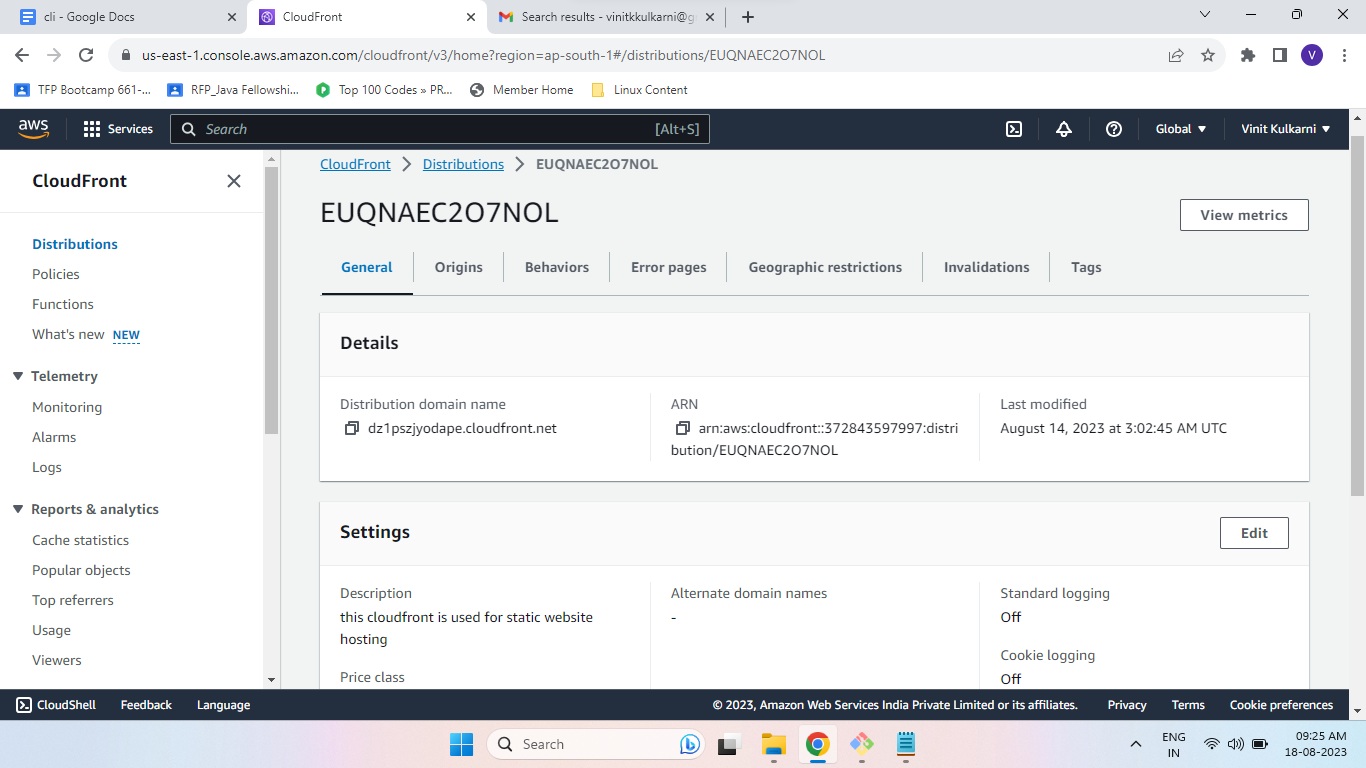 cli - Google Docs
CloudFront
Search results - vinitkkulkarni@g
us-east-1.console.aws.amazon.com/cloudfront/v3/home?region=ap-south-1#/distributions/EUQNAEC2O7NOL
V
TFP Bootcamp 661-...
RFP_Java Fellowshi...
Top 100 Codes » PR...
Member Home
Linux Content
aws
Services
Search
[Alt+S]
Global
Vinit Kulkarni
CloudFront
Distributions
Policies
Functions
What's new NEW
Telemetry
Monitoring
Alarms
Logs
Reports & analytics
Cache statistics
Popular objects
Top referrers
Usage
Viewers
CloudFront
Distributions
EUQNAEC2O7NOL
EUQNAEC2O7NOL
View metrics
General
Origins
Behaviors
Error pages
Geographic restrictions
Invalidations
Tags
Details
Distribution domain name
dz1pszjyodape.cloudfront.net
ARN
arn:aws:cloudfront::372843597997:distri
bution/EUQNAEC2O7NOL
Last modified
August 14, 2023 at 3:02:45 AM UTC
Settings
Edit
Description
this cloudfront is used for static website
hosting
Price class
Alternate domain names
-
Standard logging
Off
Cookie logging
Off
CloudShell
Feedback
Language
© 2023, Amazon Web Services India Private Limited or its affiliates.
Privacy
Terms
Cookie preferences
Search
ENG
IN
09:25 AM
18-08-2023